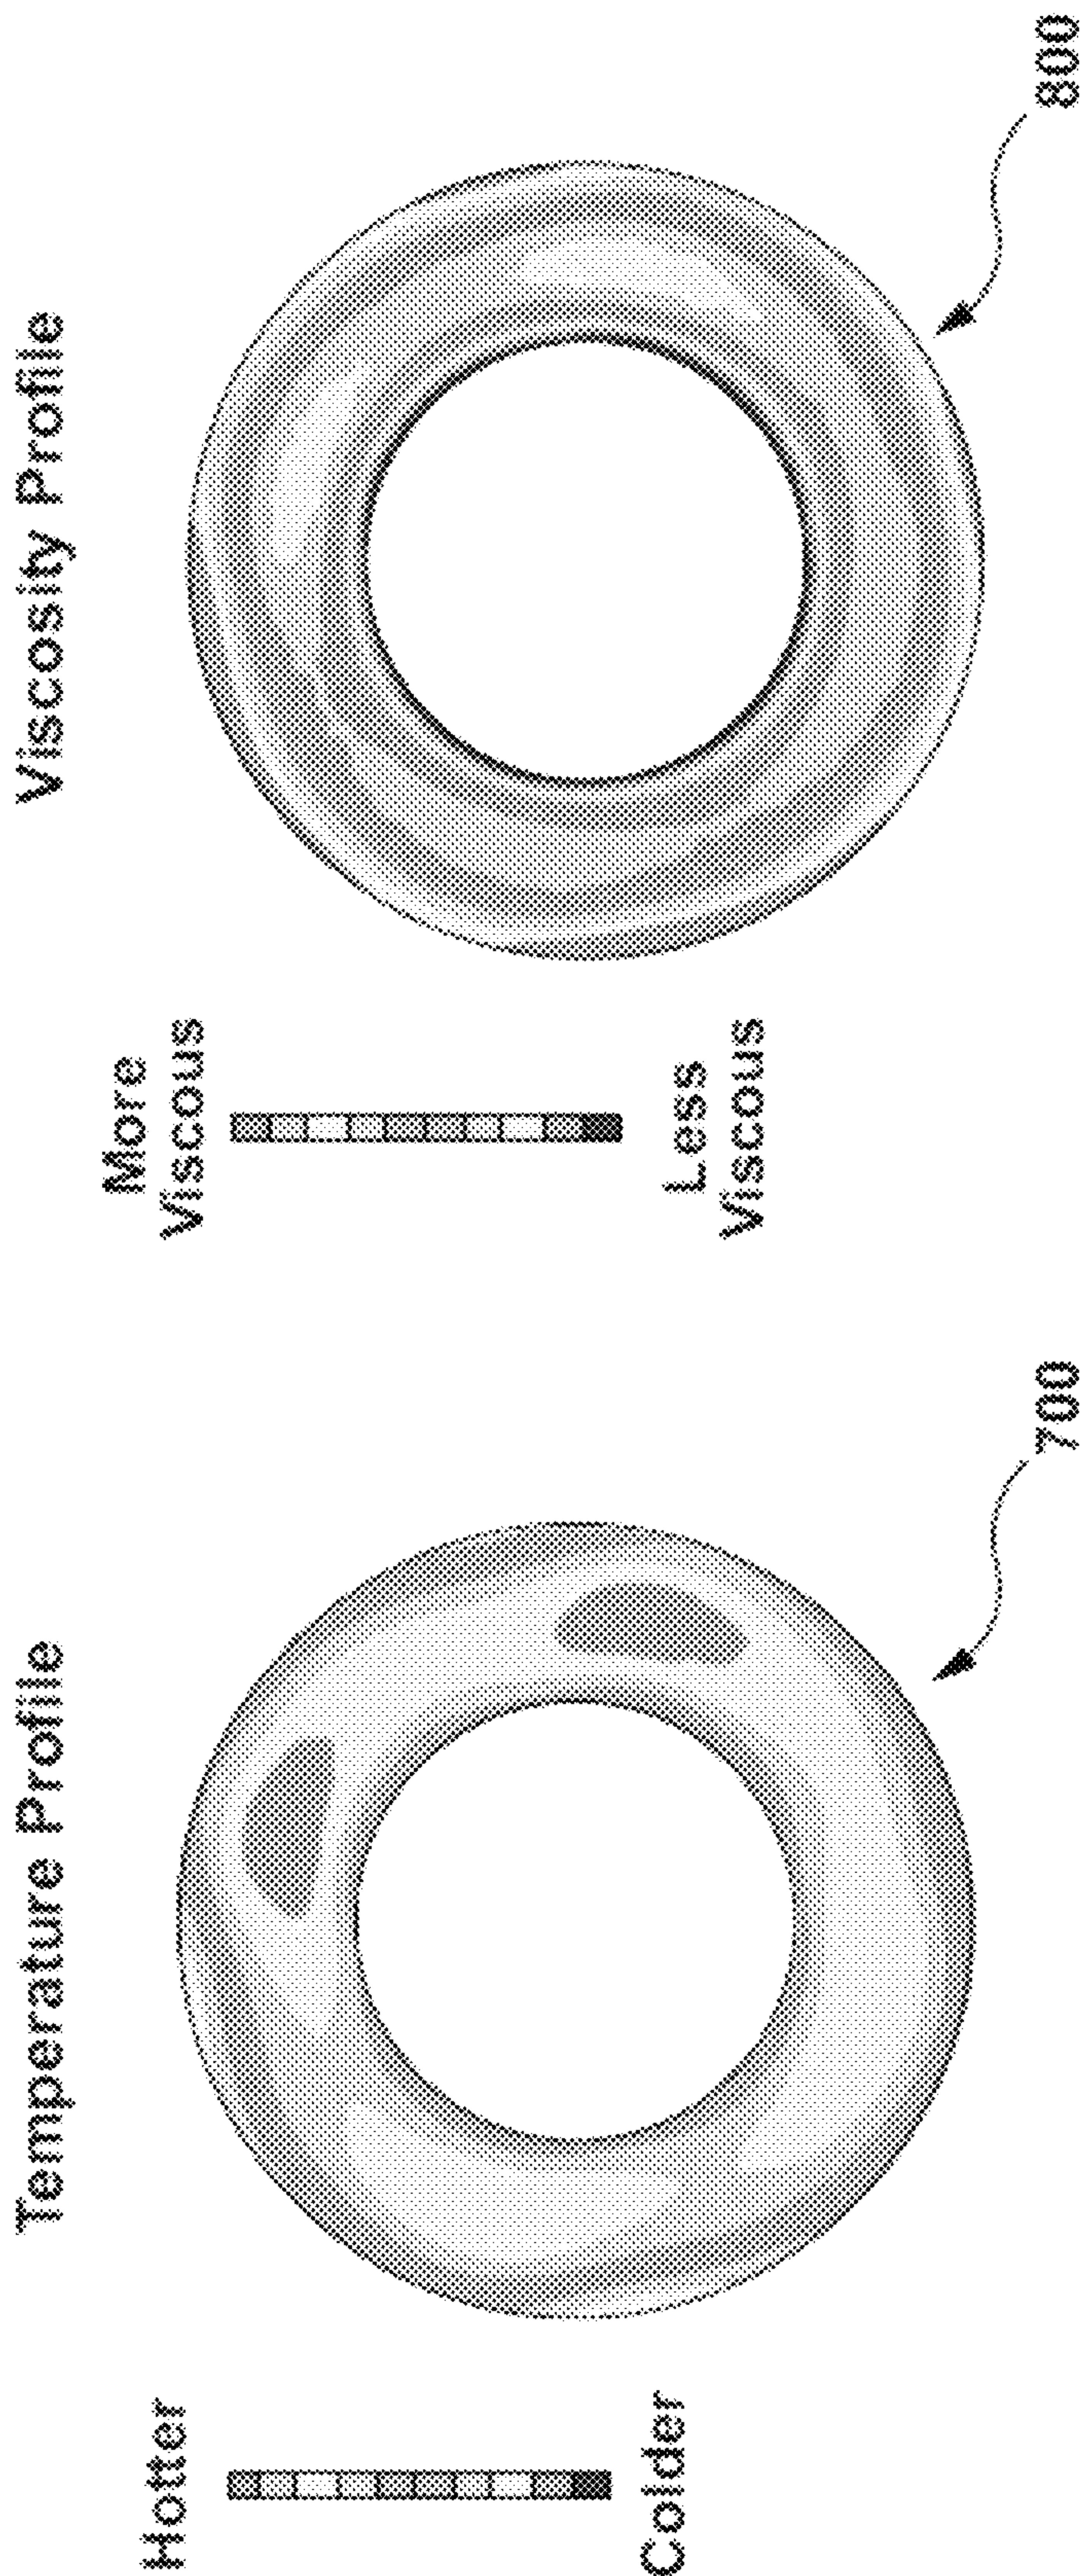 Temperature Profile
Hotter
Colder
700
Viscosity Profile
More
Viscous
Less
Viscous
800